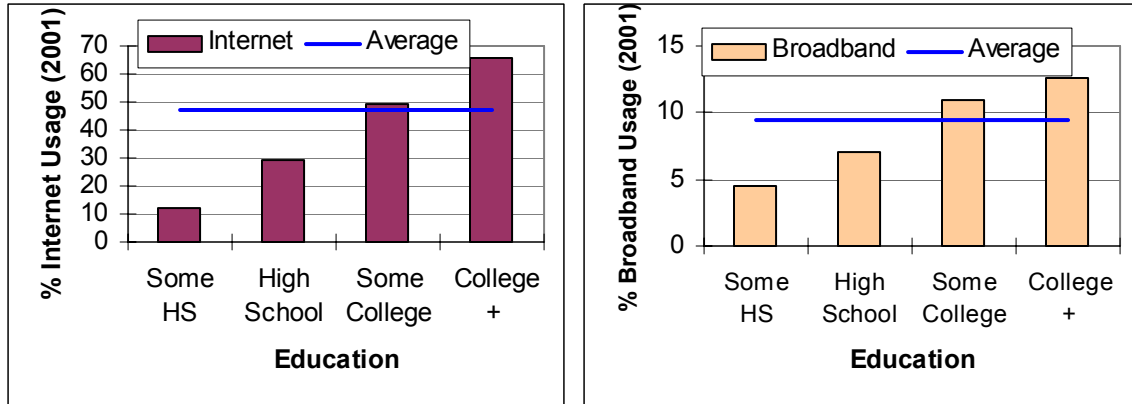 % Internet Usage (2001)
Internet Average
70
60
50
40
30
20
10
0
Some HS
High School
Some College
College +
Education
% Broadband Usage (2001)
Broadband Average
15
10
5
0
Some HS
High School
Some College
College +
Education